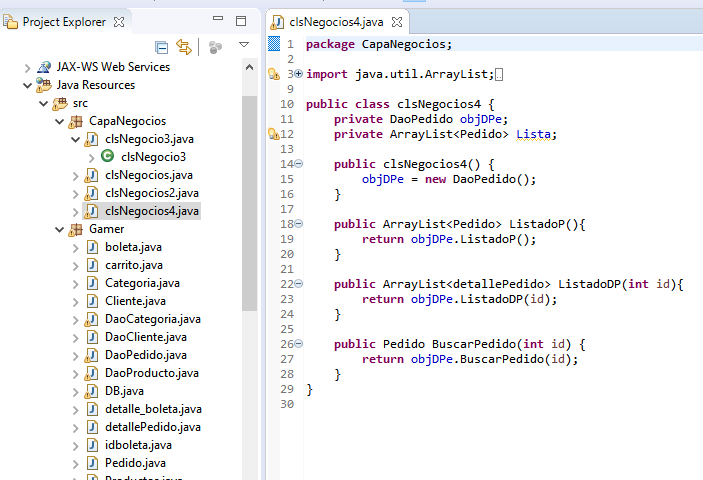 Project Explorer
JAX-WS Web Services
Java Resources
src
CapaNegocios
clsNegocio3.java
clsNegocio3
clsNegocios.java
clsNegocios2.java
clsNegocios4.java
Gamer
boleta.java
carrito.java
Categoria.java
Cliente.java
DaoCategoria.java
DaoCliente.java
DaoPedido.java
DaoProducto.java
DB.java
detalle_boleta.java
detallePedido.java
idboleta.java
Pedido.java
clsNegocios4.java
1 package CapaNegocios;
2
3 import java.util.ArrayList;
9
10 public class clsNegocios4 {
11 private DaoPedido objDPe;
12 private ArrayList<Pedido> Lista;
13
14 public clsNegocios4() {
15 objDPe = new DaoPedido();
16 }
17
18 public ArrayList<Pedido> ListadoP(){
19 return objDPe.ListadoP();
20 }
21
22 public ArrayList<detallePedido> ListadoDP(int id){
23 return objDPe.ListadoDP(id);
24 }
25
26 public Pedido BuscarPedido(int id) {
27 return objDPe.BuscarPedido(id);
28 }
29 }
30